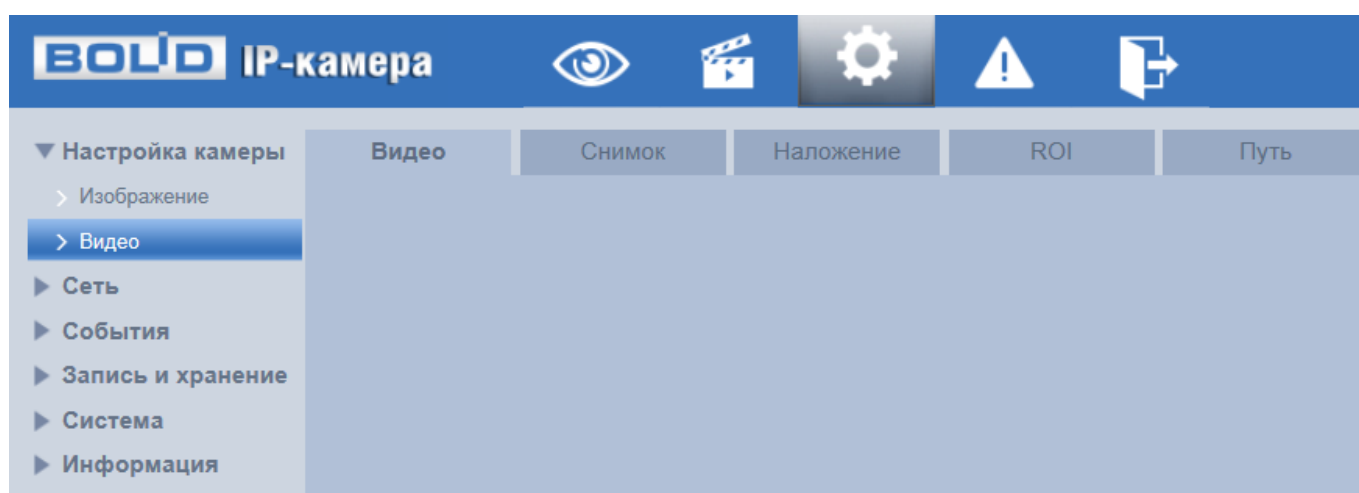 BOLID IP-камера
Настройка камеры
Видео
Снимок
Наложение
ROI
Путь
Изображение
Видео
Сеть
События
Запись и хранение
Система
Информация